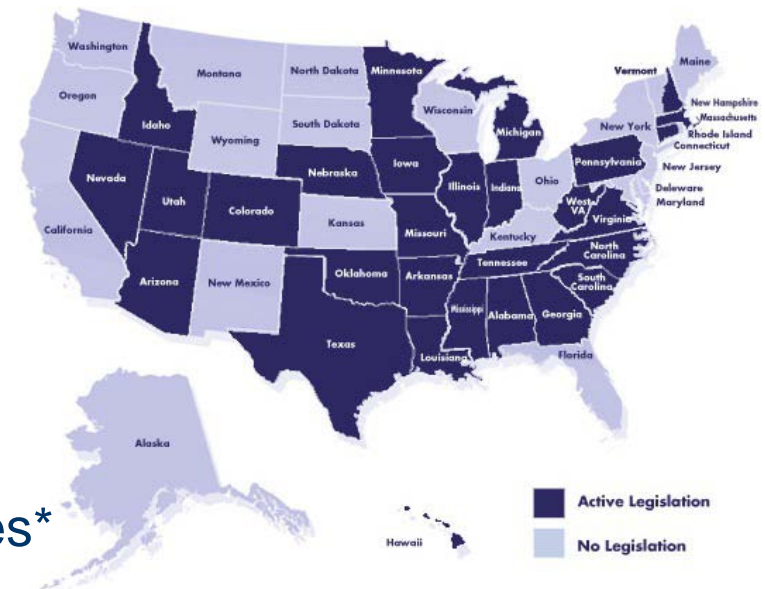 Washington
Maine
Montana
North Dakota
Minnesota
Vermont
Oregon
New Hampshire
Massachusetts
Idaho
Wisconsin
South Dakota
New York
Rhode Island
Michigan
Wyoming
Connecticut
Iowa
Pennsylvania
New Jersey
Nebraska
Nevada
Illinois
Indiana
Ohio
Deleware
Utah
West
VA
Maryland
Colorado
Virginia
California
Kansas
Missouri
Kentucky
North
Carolina
Tennessee
Oklahoma
Arkansas
South
Carolina
Arizona
New Mexico
Mississippi
Alabama
Georgia
Texas
Louisiana
Florida
Alaska
Active Legislation
es*
Hawaii
No Legislation